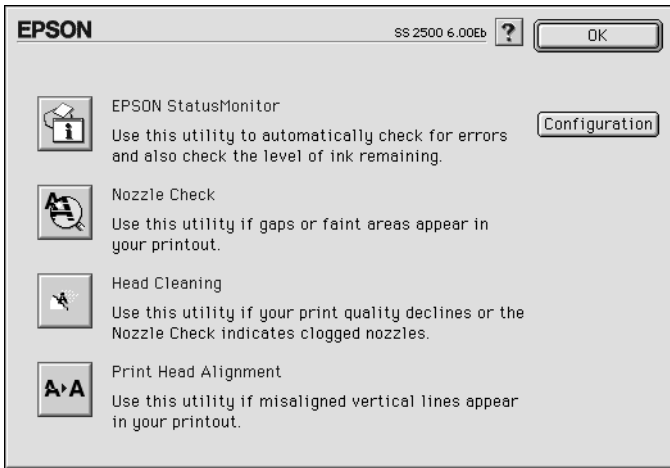 EPSON
SS 2500 6.00Eb
?
OK
EPSON StatusMonitor
Use this utility to automatically check for errors
and also check the level of ink remaining.
Configuration
Nozzle Check
Use this utility if gaps or faint areas appear in
your printout.
Head Cleaning
Use this utility if your print quality declines or the
Nozzle Check indicates clogged nozzles.
A▸A
Print Head Alignment
Use this utility if misaligned vertical lines appear
in your printout.